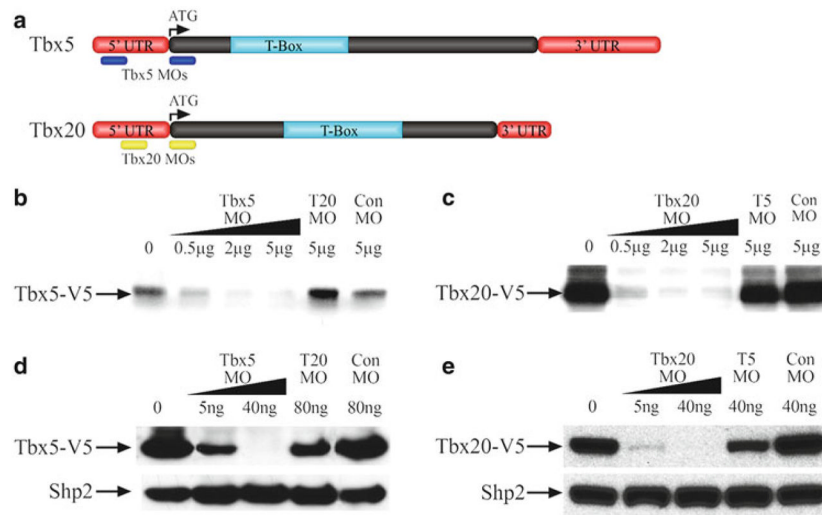 a
ATG
Tbx5 5' UTR T-Box 3' UTR
Tbx5 MOs
ATG
Tbx20 5' UTR T-Box 3' UTR
Tbx20 MOs
b
Tbx5 MO T20 MO Con MO
0 0.5µg 2µg 5µg 5µg 5µg
Tbx5-V5
c
Tbx20 MO T5 MO Con MO
0 0.5µg 2µg 5µg 5µg 5µg
Tbx20-V5
d
Tbx5 MO T20 MO Con MO
0 5ng 40ng 80ng 80ng
Tbx5-V5
Shp2
e
Tbx20 MO T5 MO Con MO
0 5ng 40ng 40ng 40ng
Tbx20-V5
Shp2